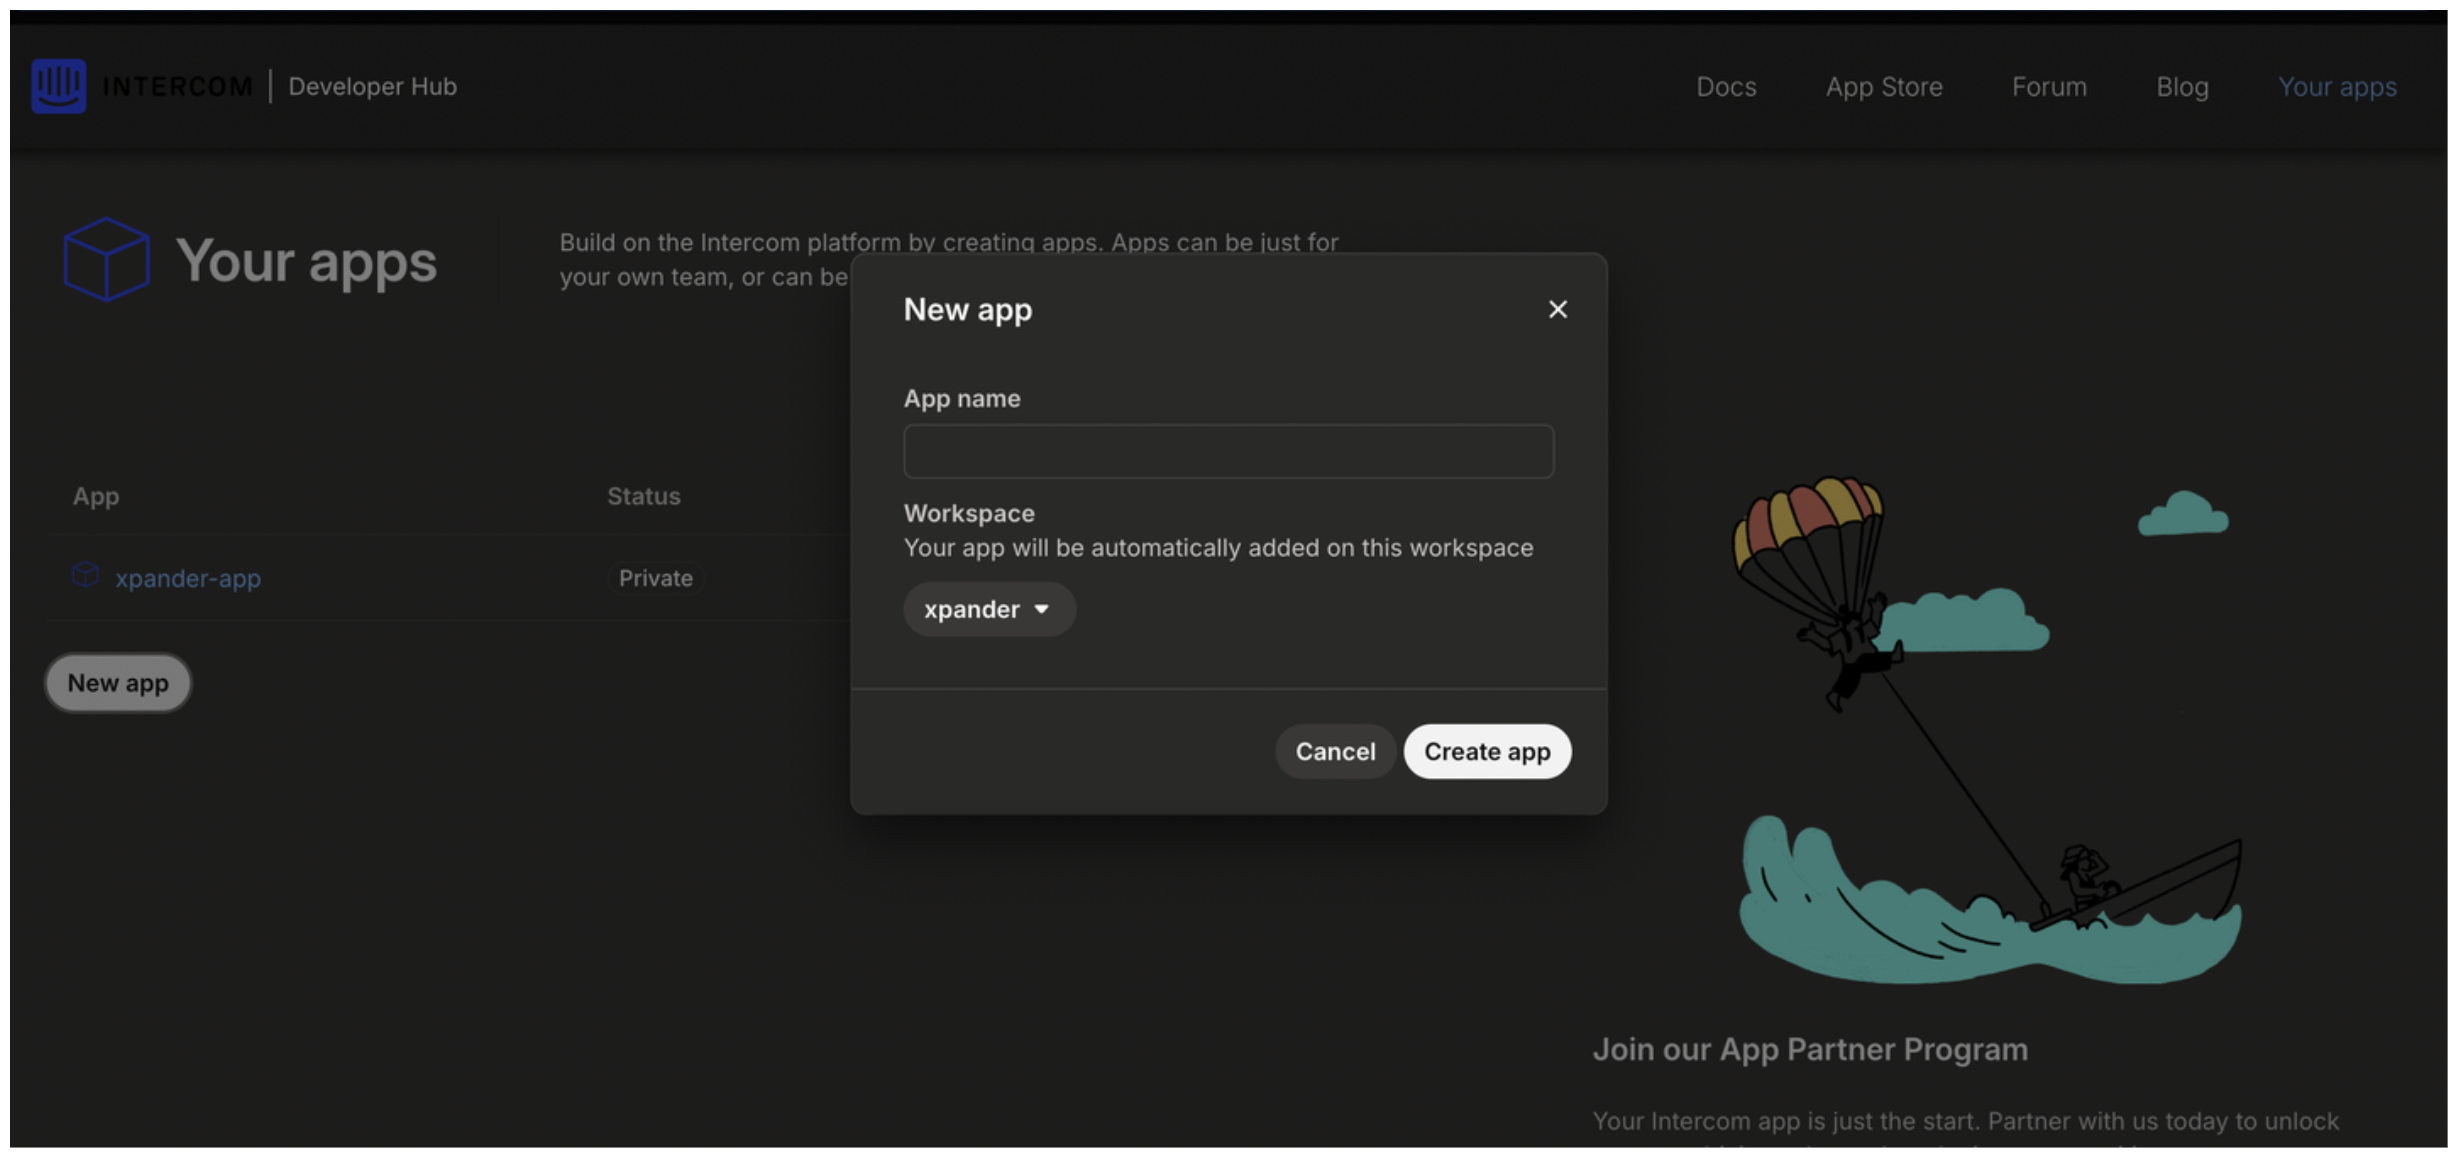 INTERCOM | Developer Hub
Docs
App Store
Forum
Blog
Your apps
Your apps
Build on the Intercom platform by creating apps. Apps can be just for
your own team, or can be
New app
App name
Workspace
Your app will be automatically added on this workspace
xpander
Cancel
Create app
App
Status
xpander-app
Private
New app
Join our App Partner Program
Your Intercom app is just the start. Partner with us today to unlock